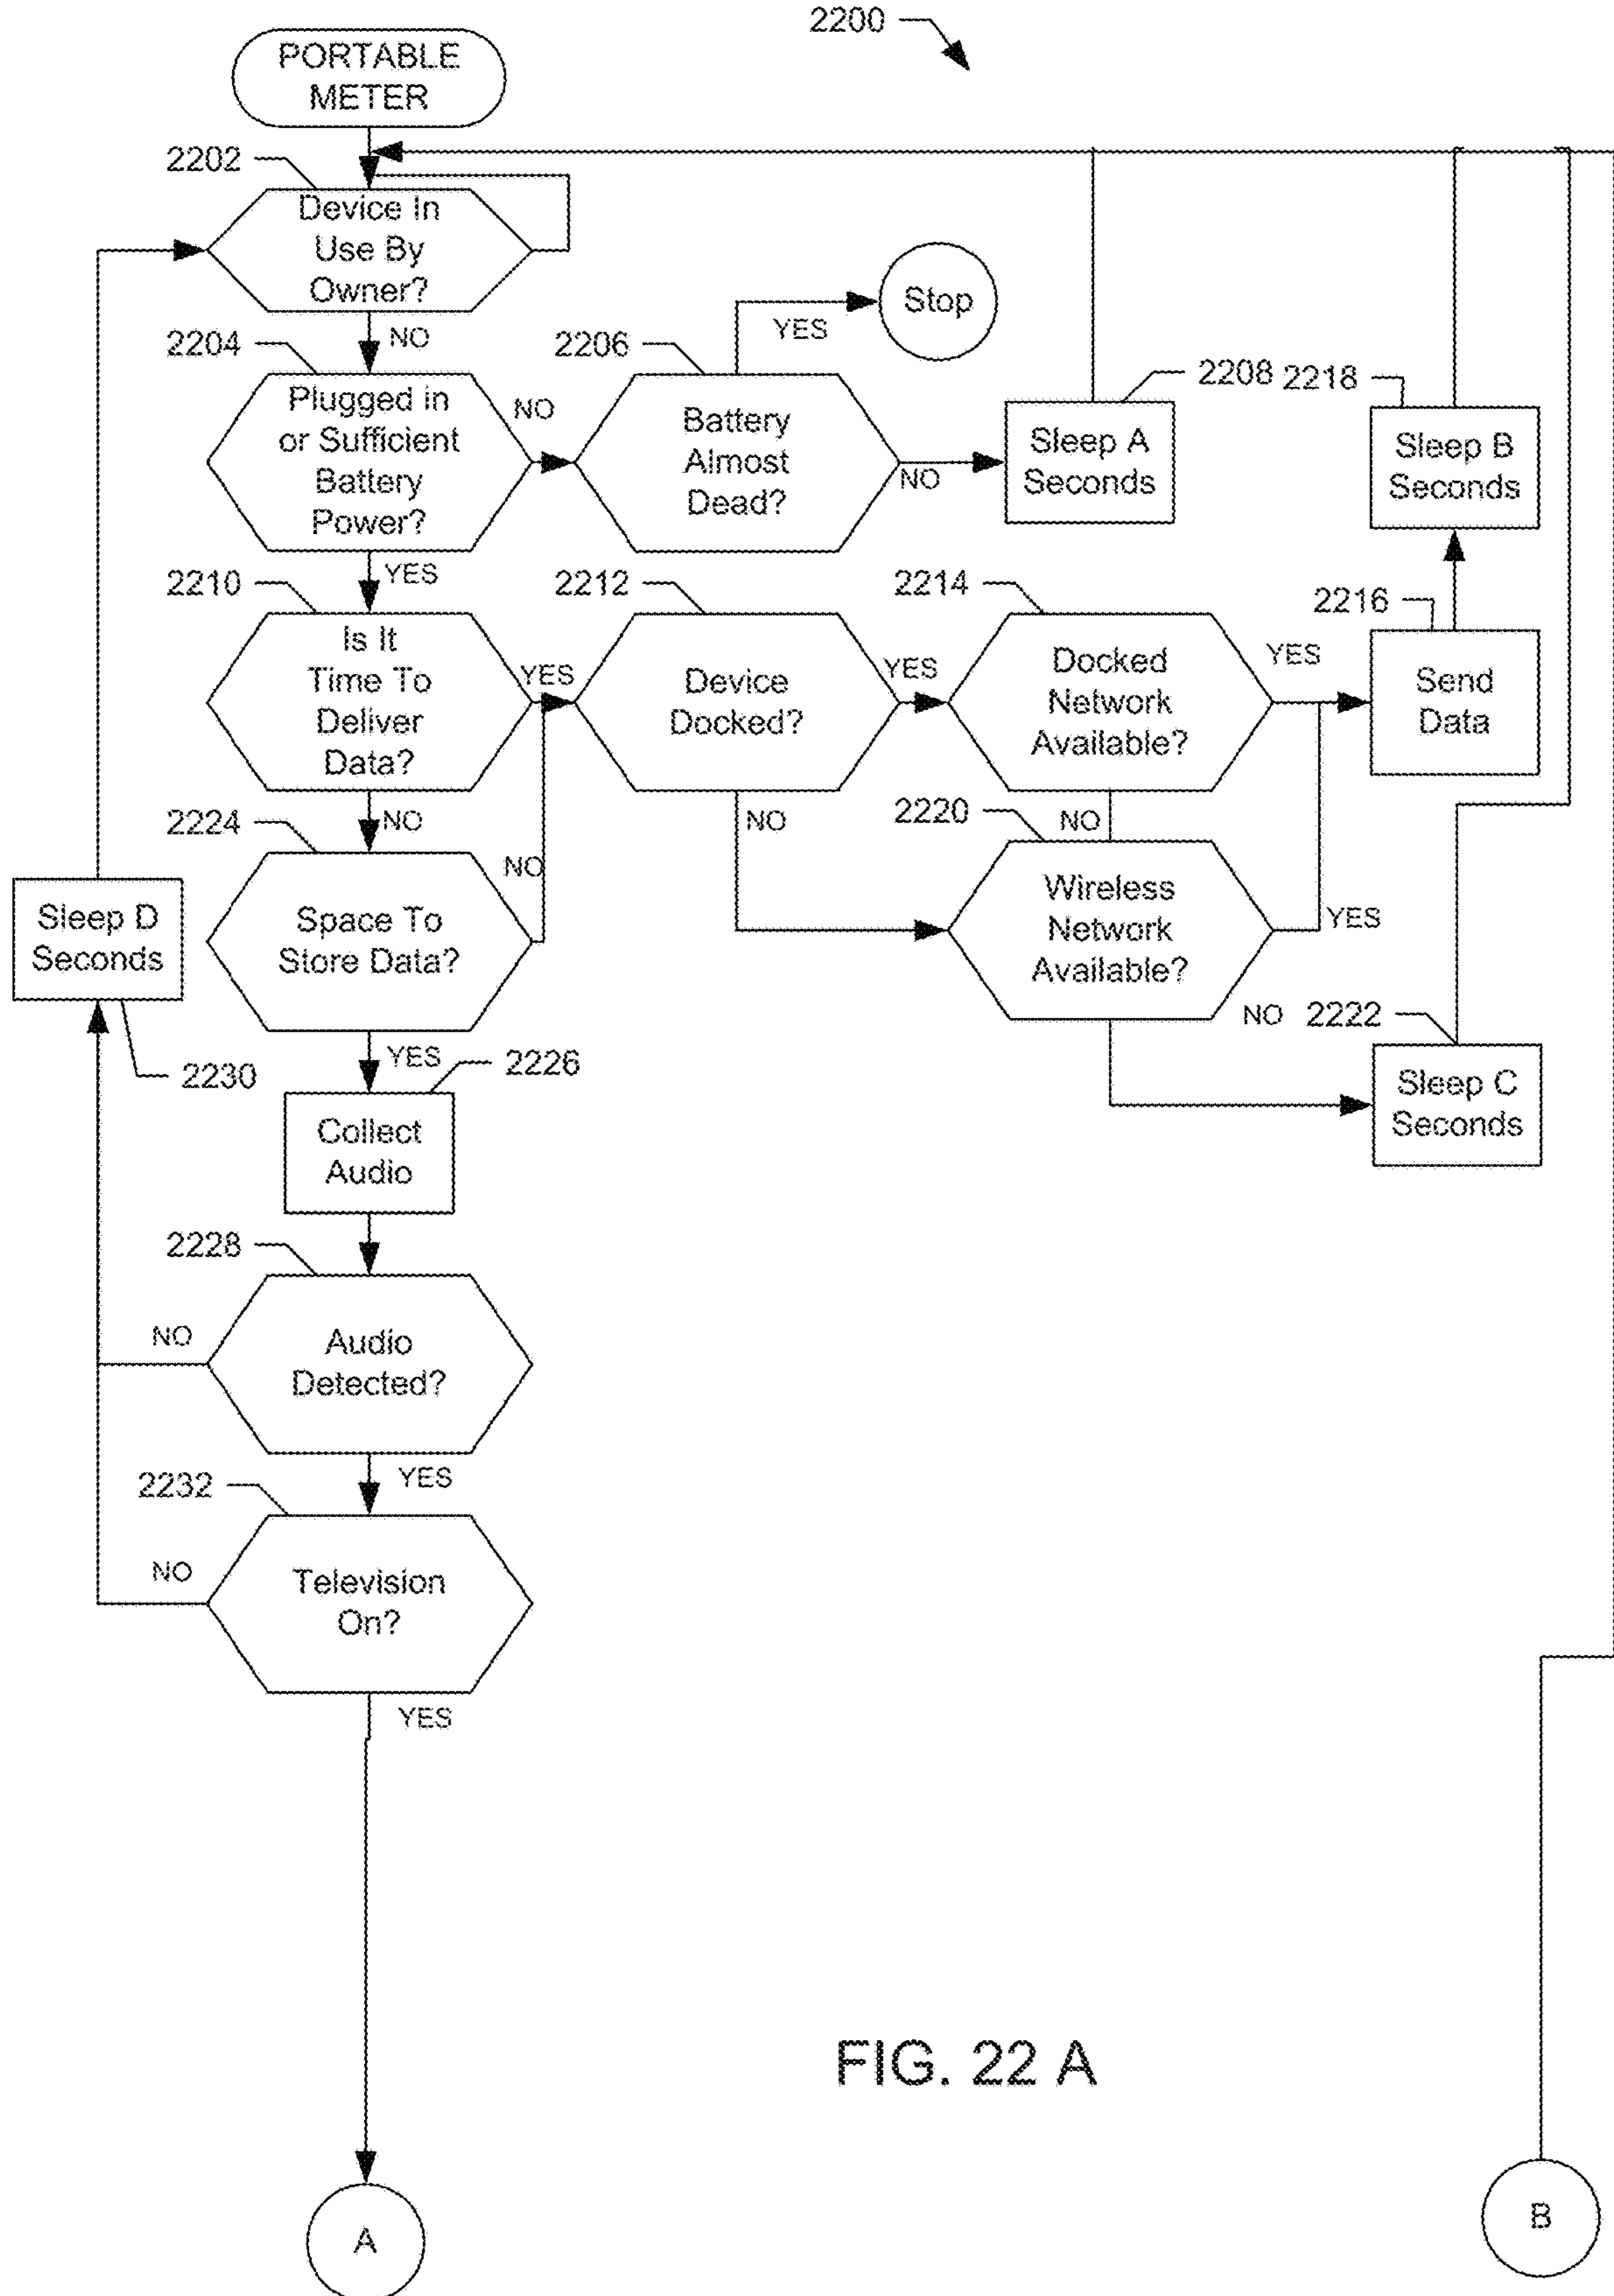 2200
PORTABLE
METER
2202
Device In
Use By
Owner?
NO
Stop
YES
2204
2206
2208
2218
Plugged in
or Sufficient
Battery
Power?
NO
Battery
Almost
Dead?
NO
Sleep A
Seconds
Sleep B
Seconds
YES
2210
2212
2214
2216
Is It
Time To
Deliver
Data?
YES
Device
Docked?
YES
Docked
Network
Available?
YES
Send
Data
NO
2224
NO
NO
2220
NO
Space To
Store Data?
Wireless
Network
Available?
YES
Sleep D
Seconds
NO
2222
YES
2226
2230
Sleep C
Seconds
Collect
Audio
2228
NO
Audio
Detected?
YES
2232
NO
Television
On?
YES
FIG. 22 A
A
B